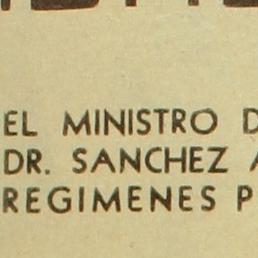 EL MINISTRO D
DR. SANCHEZ A
REGIMENES P